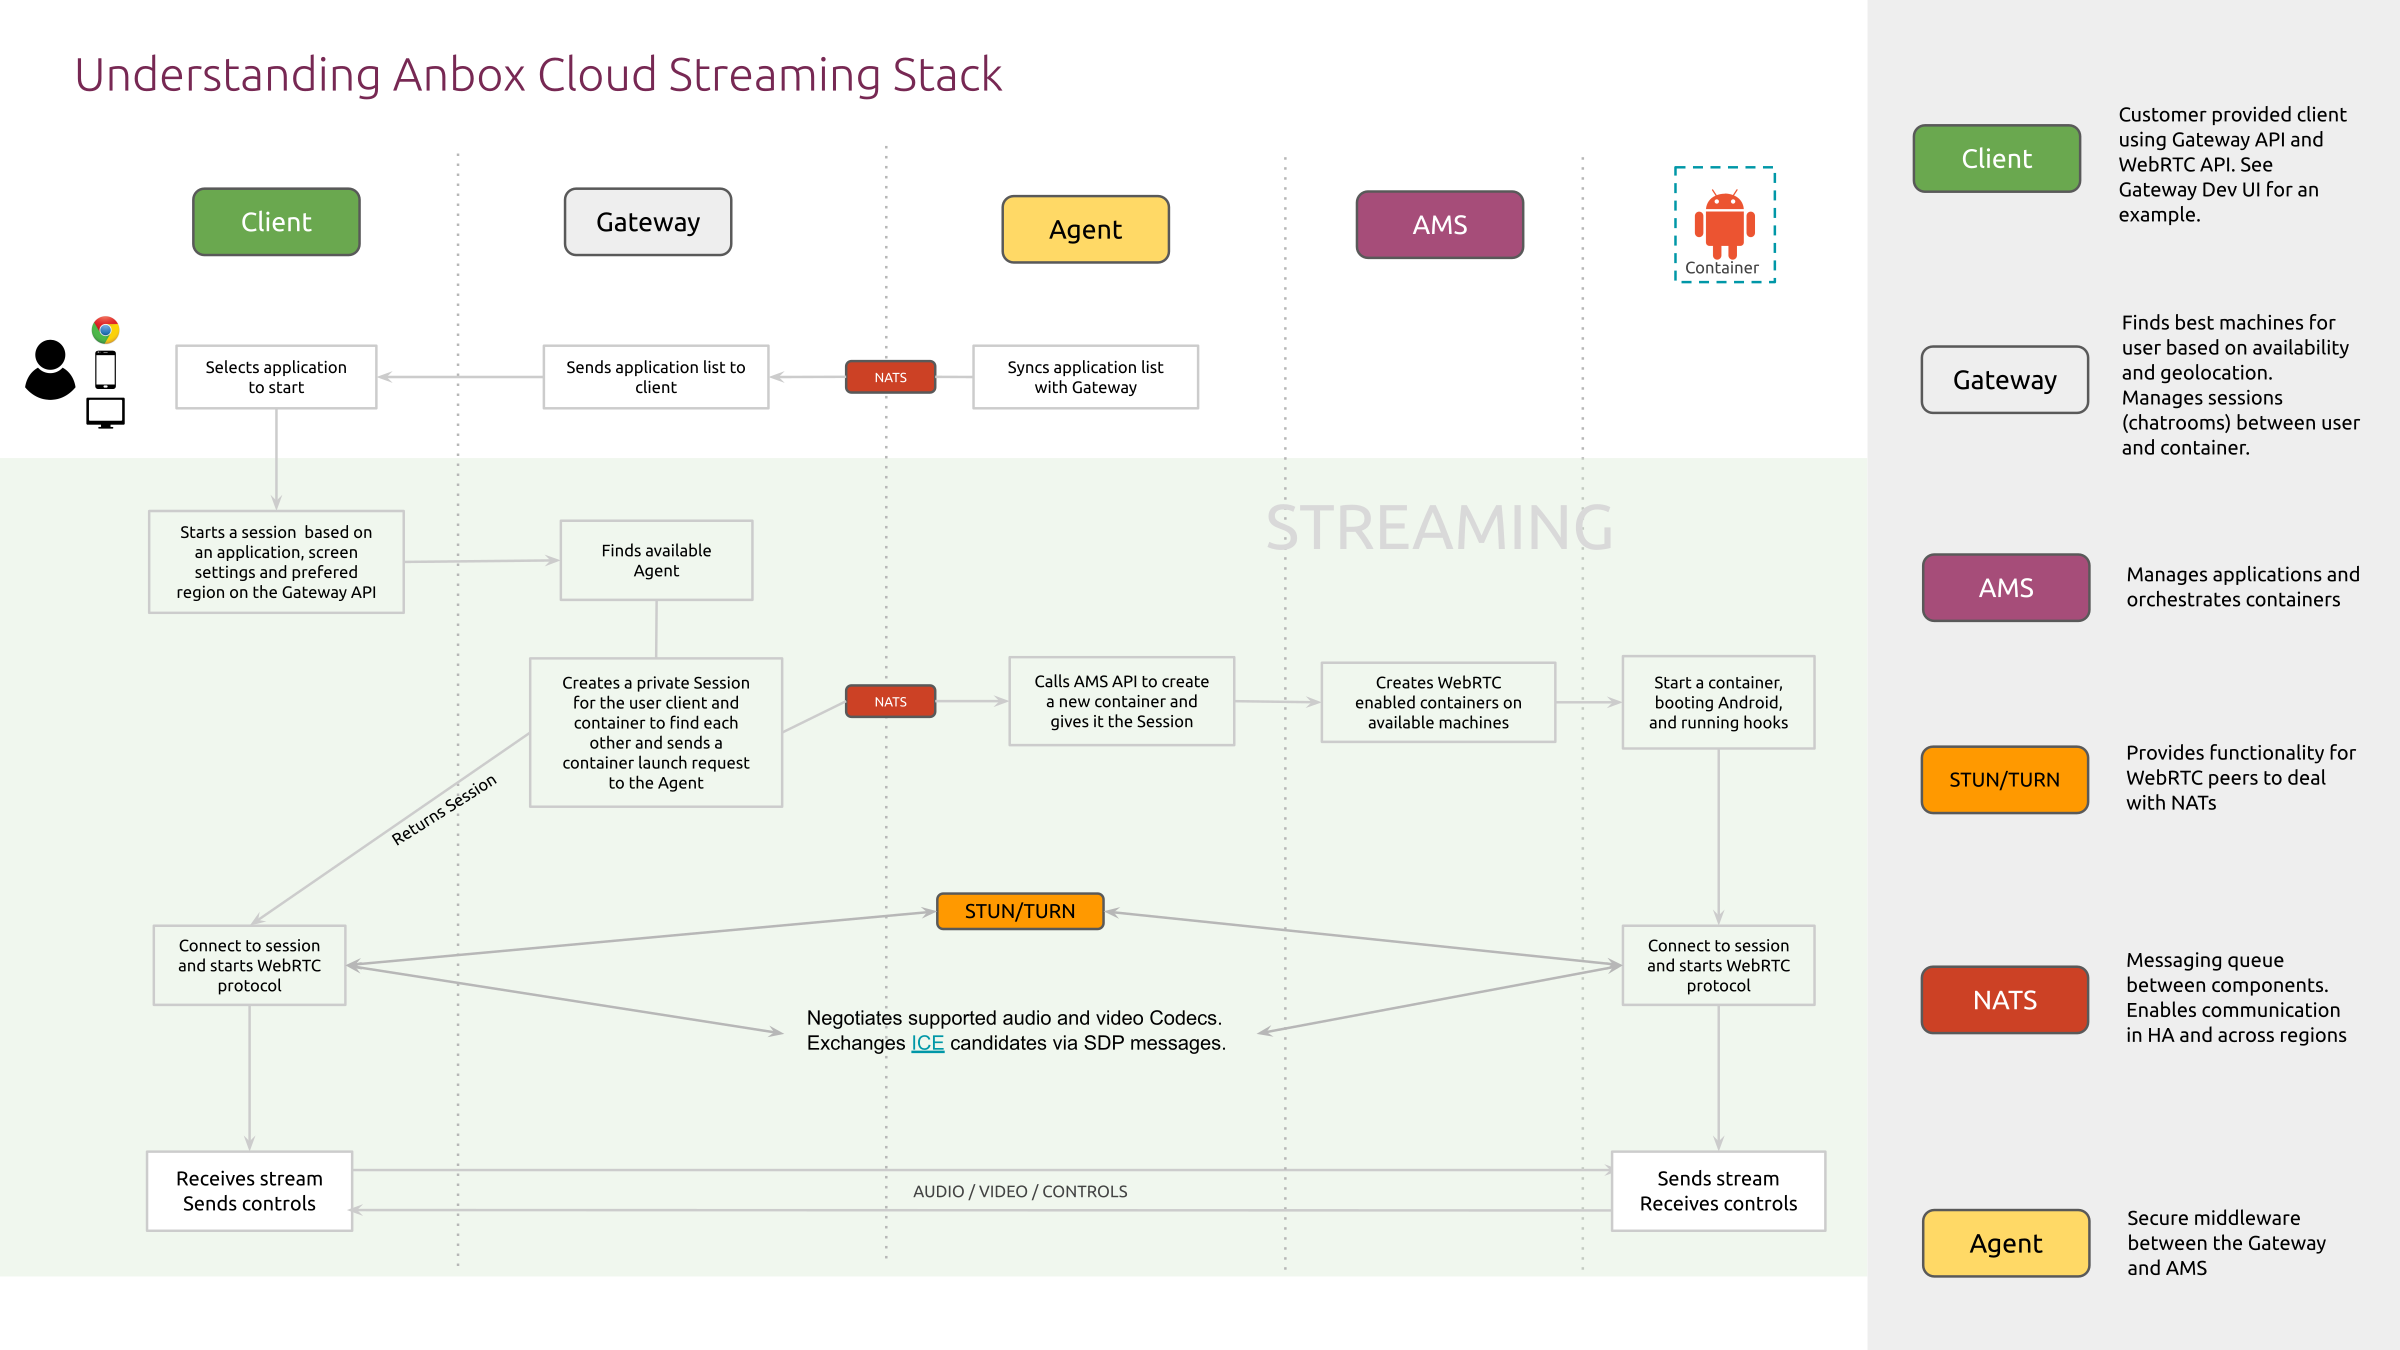 Understanding Anbox Cloud Streaming Stack
Client
Gateway
Agent
AMS
Container
Selects application
to start
Sends application list to
client
NATS
Syncs application list
with Gateway
STREAMING
Starts a session  based on
an application, screen
settings and prefered
region on the Gateway API
Finds available
Agent
Creates a private Session
for the user client and
container to find each
other and sends a
container launch request
to the Agent
NATS
Calls AMS API to create
a new container and
gives it the Session
Creates WebRTC
enabled containers on
available machines
Start a container,
booting Android,
and running hooks
Returns Session
STUN/TURN
Connect to session
and starts WebRTC
protocol
Negotiates supported audio and video Codecs.
Exchanges ICE candidates via SDP messages.
Connect to session
and starts WebRTC
protocol
Receives stream
Sends controls
AUDIO / VIDEO / CONTROLS
Sends stream
Receives controls
Client
Customer provided client
using Gateway API and
WebRTC API. See
Gateway Dev UI for an
example.
Gateway
Finds best machines for
user based on availability
and geolocation.
Manages sessions
(chatrooms) between user
and container.
AMS
Manages applications and
orchestrates containers
STUN/TURN
Provides functionality for
WebRTC peers to deal
with NATs
NATS
Messaging queue
between components.
Enables communication
in HA and across regions
Agent
Secure middleware
between the Gateway
and AMS